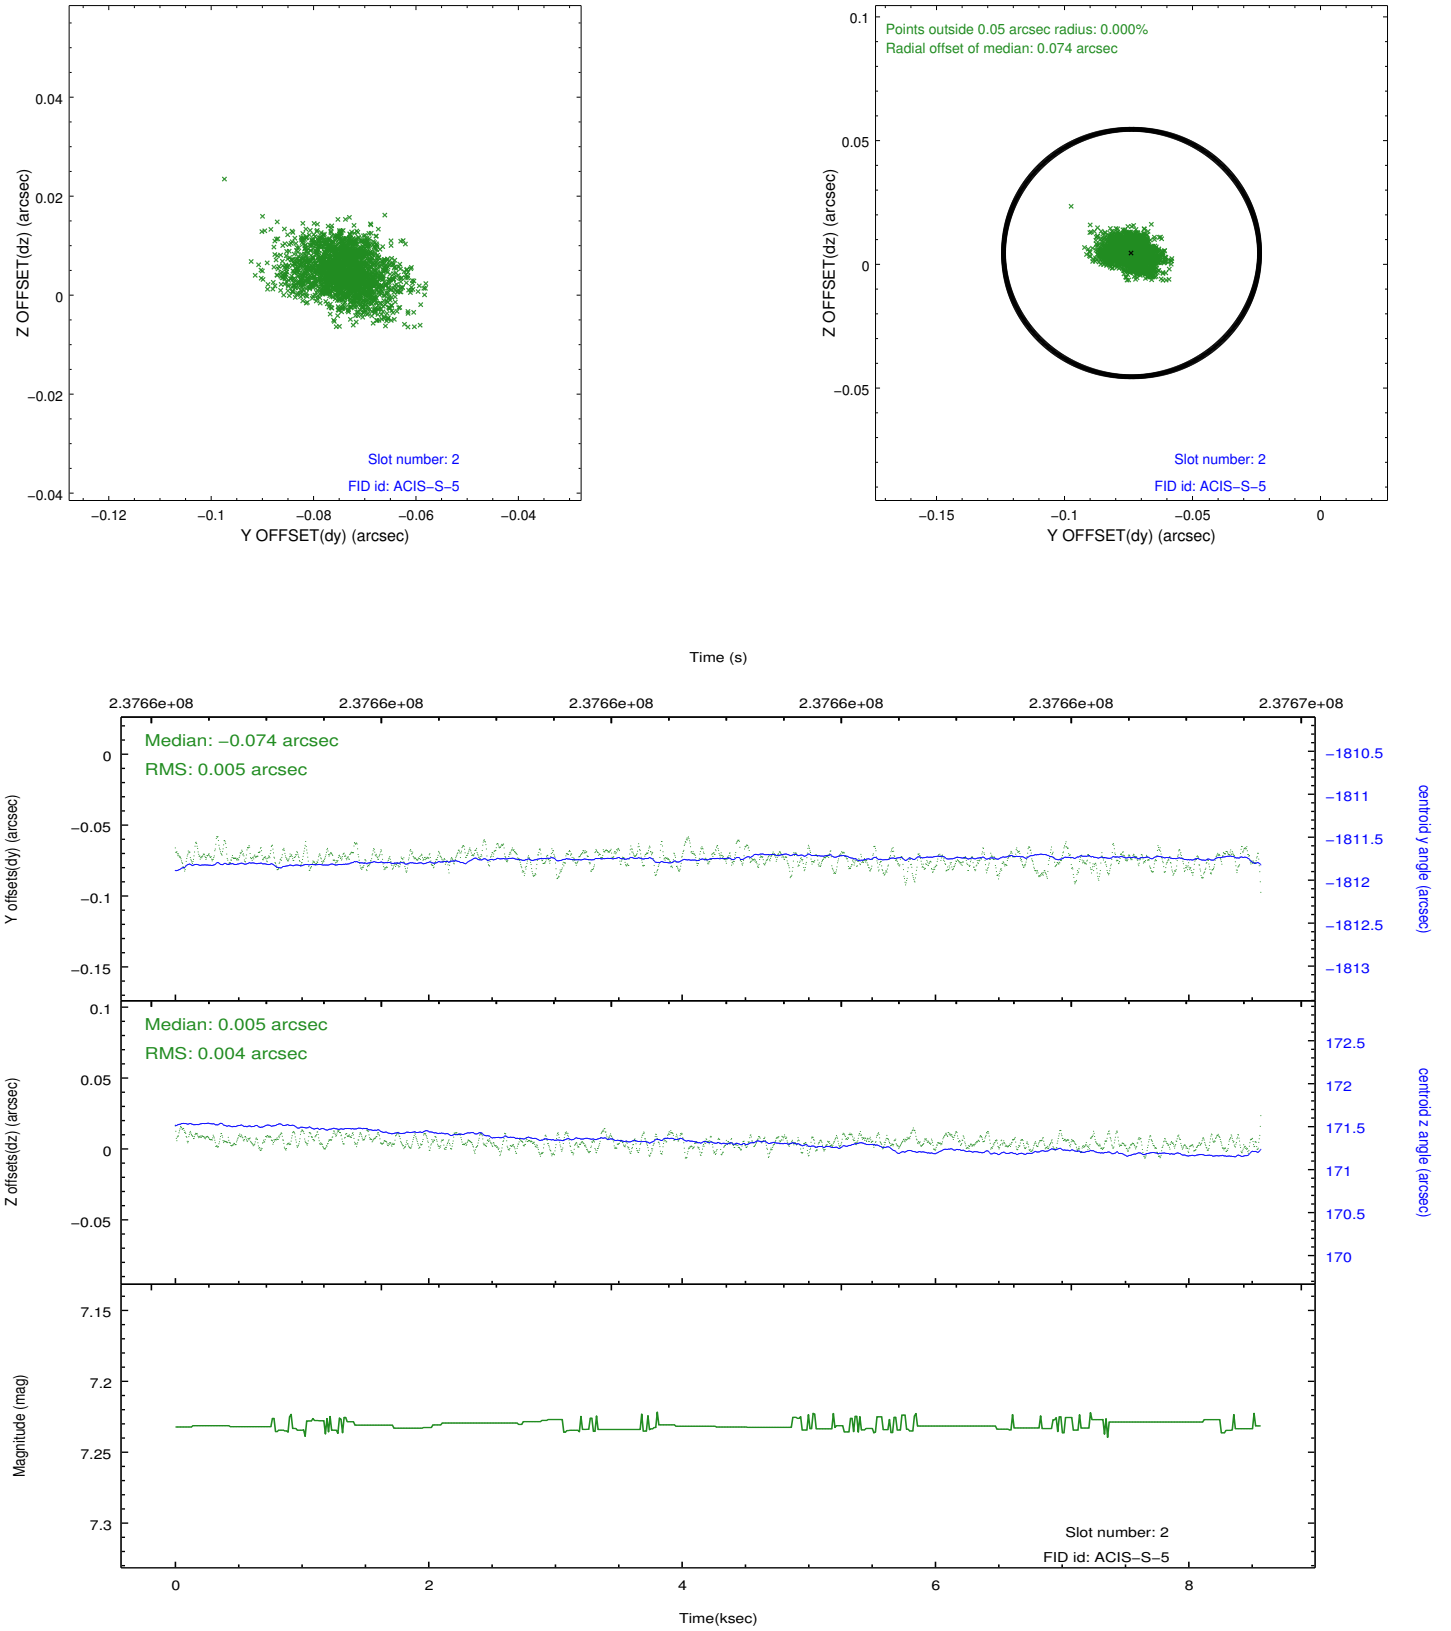 0.04
0.02
0
−0.02
−0.04
Z OFFSET(dz) (arcsec)
Slot number: 2
FID id: ACIS−S−5
−0.12
−0.1
−0.08
−0.06
−0.04
Y OFFSET(dy) (arcsec)
0.1
0.05
0
−0.05
Z OFFSET(dz) (arcsec)
Points outside 0.05 arcsec radius: 0.000%
Radial offset of median: 0.074 arcsec
Slot number: 2
FID id: ACIS−S−5
−0.15
−0.1
−0.05
0
Y OFFSET(dy) (arcsec)
Time (s)
2.3766e+08
2.3766e+08
2.3766e+08
2.3766e+08
2.3766e+08
2.3767e+08
Median: −0.074 arcsec
RMS: 0.005 arcsec
0
−0.05
−0.1
−0.15
Y offsets(dy) (arcsec)
−1810.5
−1811
−1811.5
−1812
−1812.5
−1813
centroid y angle (arcsec)
Median: 0.005 arcsec
RMS: 0.004 arcsec
0.1
0.05
0
−0.05
Z offsets(dz) (arcsec)
172.5
172
171.5
171
170.5
170
centroid z angle (arcsec)
7.15
7.2
7.25
7.3
Magnitude (mag)
Slot number: 2
FID id: ACIS−S−5
0
2
4
6
8
Time(ksec)